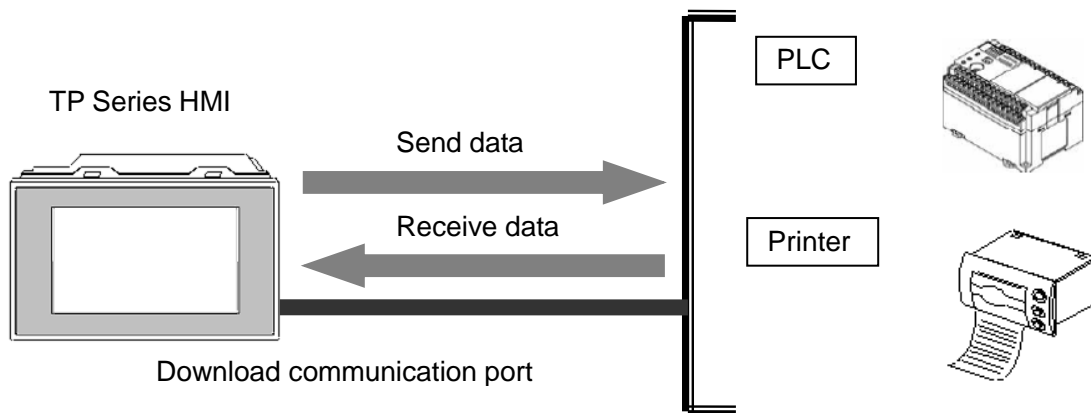 PLC
TP Series HMI
Send data
Receive data
Printer
Download communication port